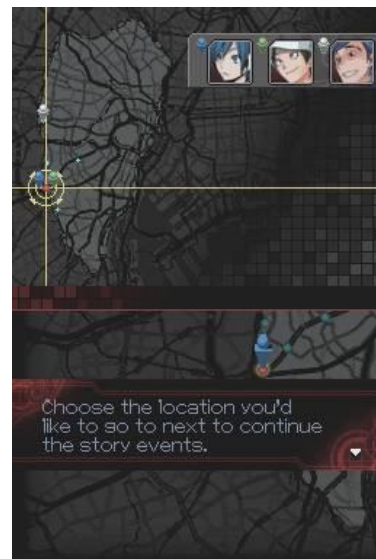 Choose the location you'd
like to go to next to continue
the story events.